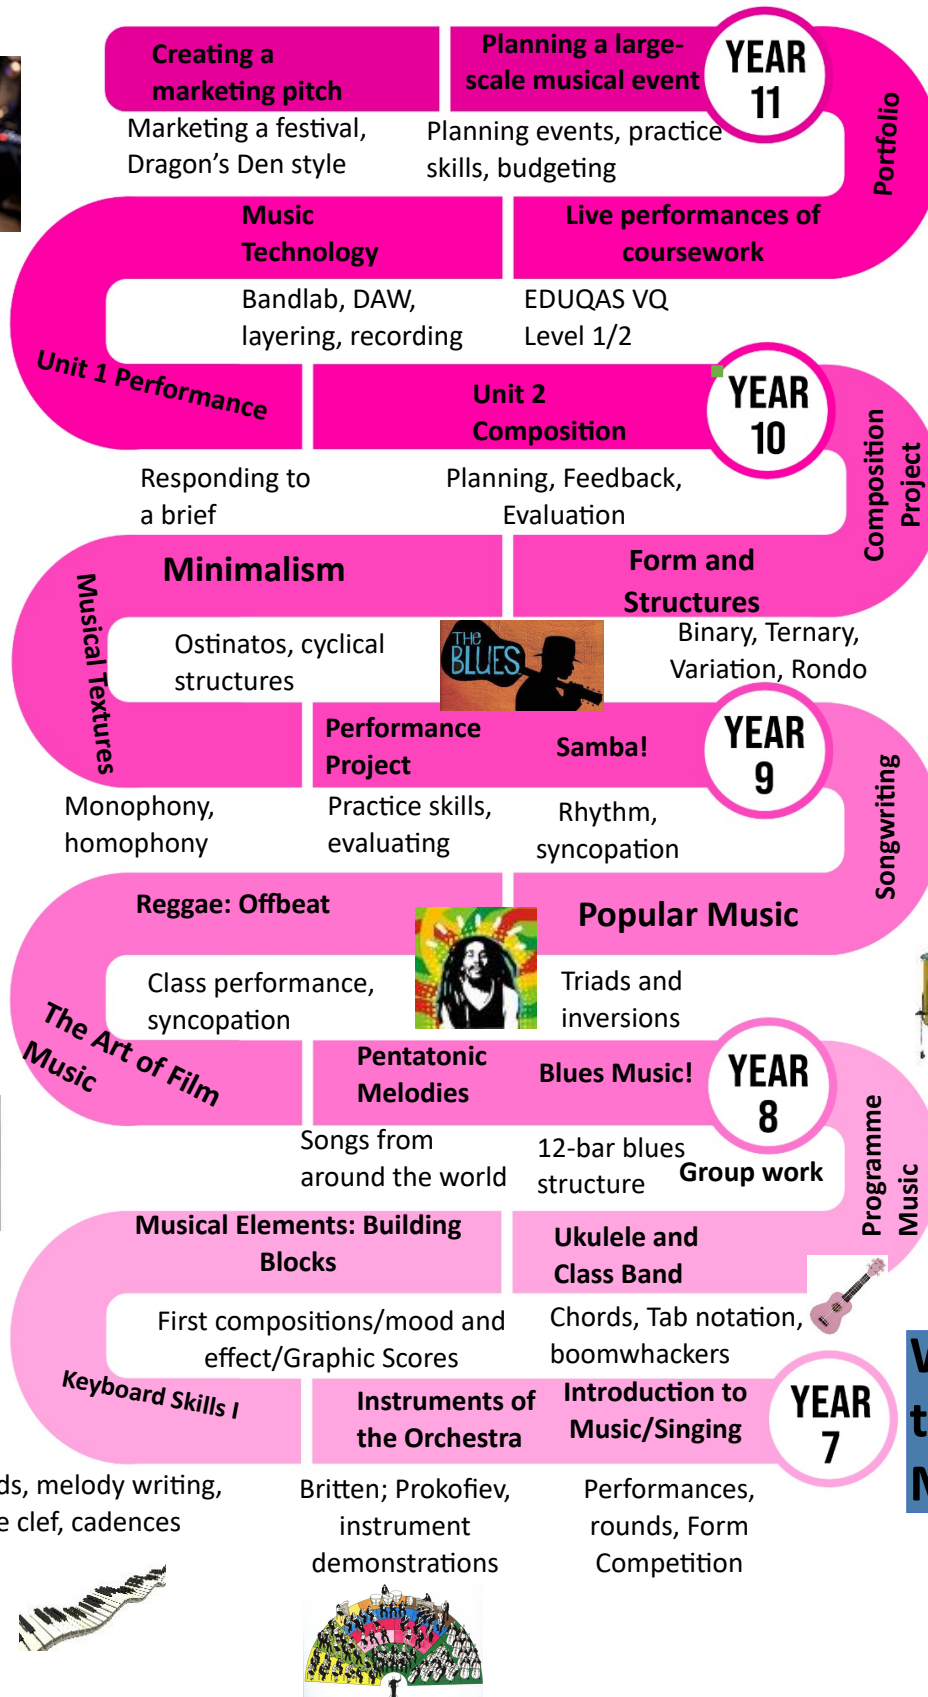 Creating a
marketing pitch
Planning a large-
scale musical event
YEAR
11
Marketing a festival,
Dragon's Den style
Planning events, practice
skills, budgeting
Portfolio
Music
Technology
Live performances of
coursework
Bandlab, DAW,
layering, recording
EDUQAS VQ
Level 1/2
Unit 1 Performance
Unit 2
Composition
YEAR
10
Responding to
a brief
Planning, Feedback,
Evaluation
Composition
Project
Minimalism
Form and
Structures
Musical Textures
Ostinatos, cyclical
structures
THE
BLUES
Binary, Ternary,
Variation, Rondo
Performance
Project
Samba!
YEAR
9
Monophony,
homophony
Practice skills,
evaluating
Rhythm,
syncopation
Songwriting
Reggae: Offbeat
Popular Music
Class performance,
syncopation
Triads and
inversions
The Art of Film
Music
Pentatonic
Melodies
Blues Music!
YEAR
8
Songs from
around the world
12-bar blues
structure
Group work
Programme
Music
Musical Elements: Building
Blocks
Ukulele and
Class Band
First compositions/mood and
effect/Graphic Scores
Chords, Tab notation,
boomwhackers
Keyboard Skills I
Instruments of
the Orchestra
Introduction to
Music/Singing
YEAR
7
melody writing,
clef, cadences
Britten; Prokofiev,
instrument
demonstrations
Performances,
rounds, Form
Competition